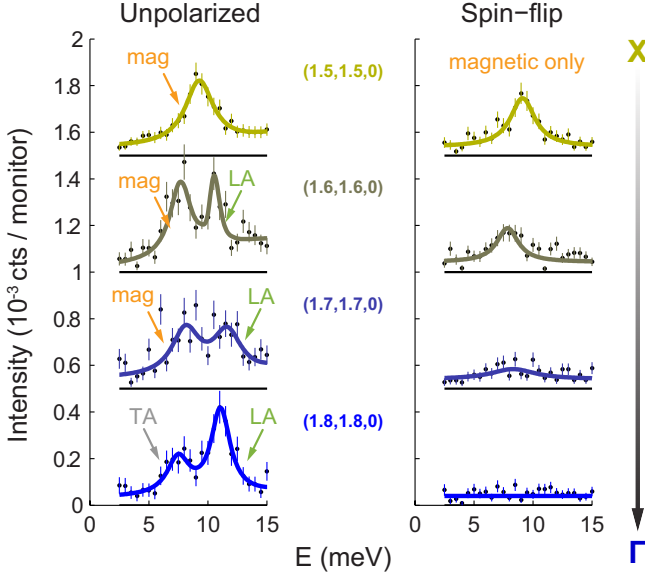 Unpolarized
Spin−flip
2
1.8
1.6
1.4
1.2
1
0.8
0.6
0.4
0.2
0
Intensity (10-3 cts / monitor)
mag
(1.5,1.5,0)
magnetic only
X
mag
LA
(1.6,1.6,0)
mag
LA
(1.7,1.7,0)
TA
LA
(1.8,1.8,0)
0 5 10 15
0 5 10 15
E (meV)
Γ